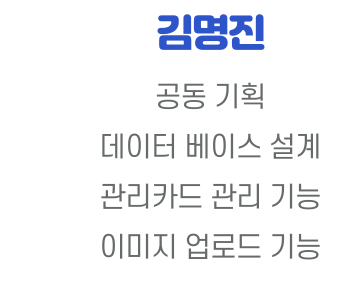 김명진
공동 기획
데이터 베이스 설계
관리카드 관리 기능
이미지 업로드 기능